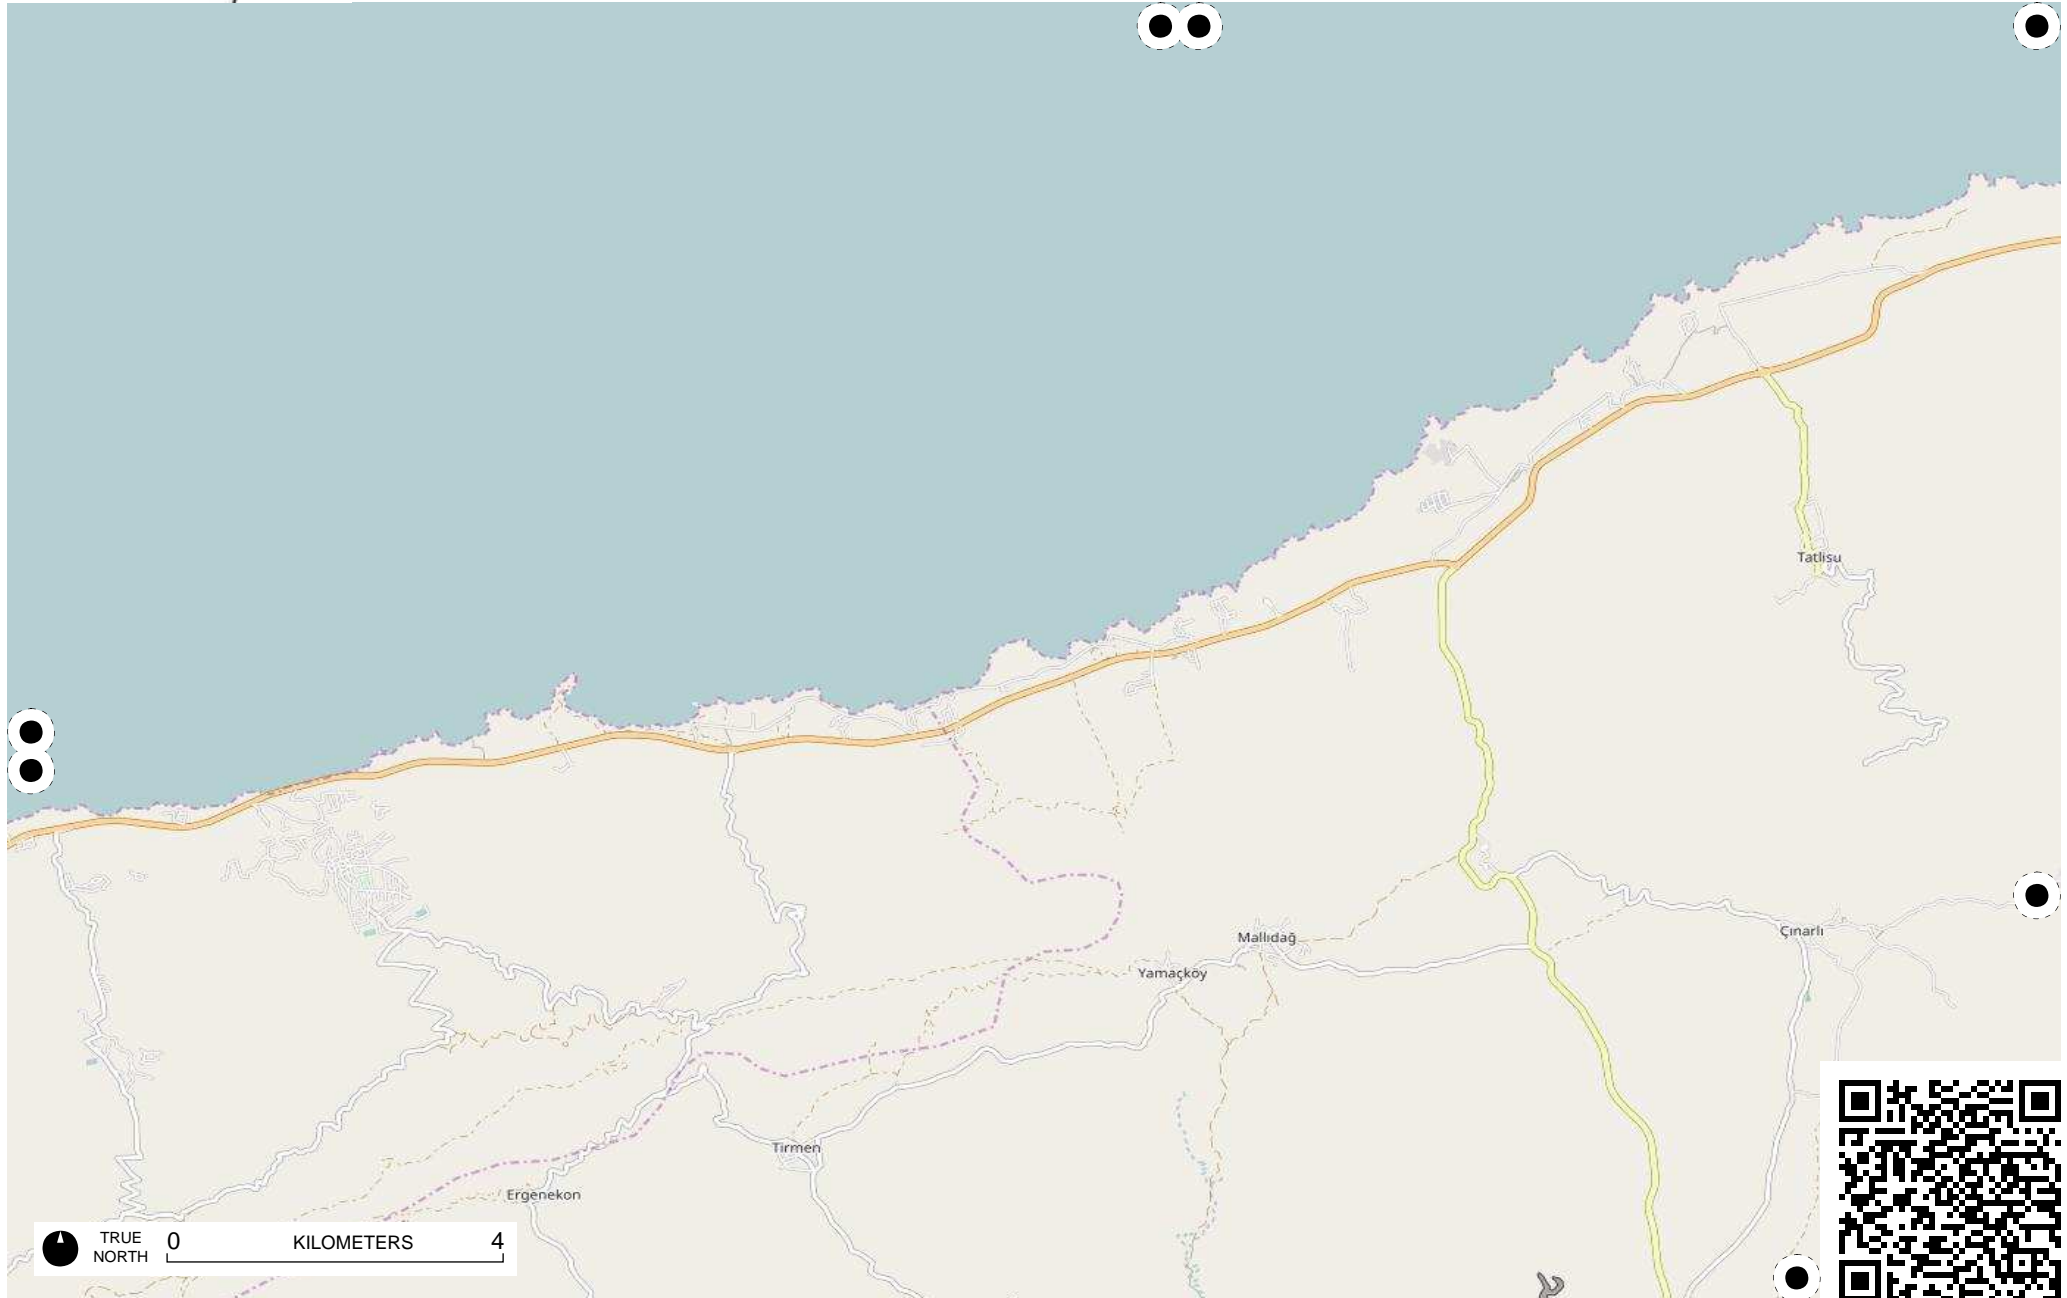 Tatlısu
Çınarlı
Mallıdağ
Yamaçköy
Tirmen
Ergenekon
TRUE
NORTH
0 KILOMETERS 4